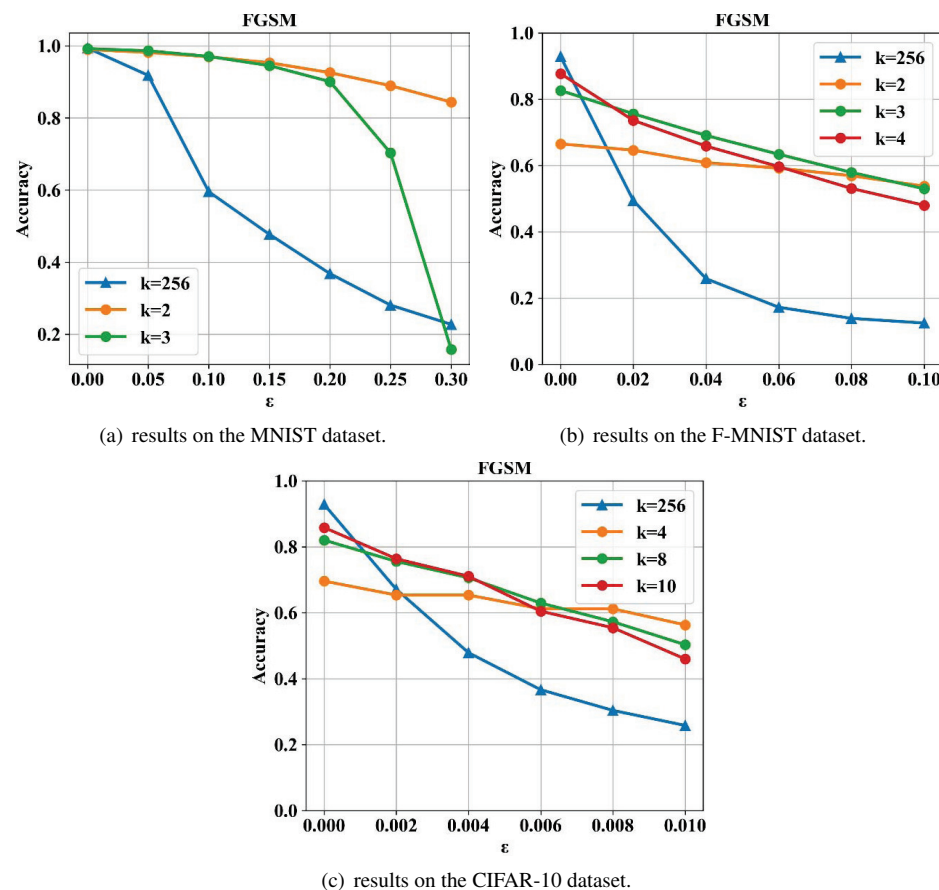 FGSM
1.0
0.8
0.6
0.4
0.2
Accuracy
k=256
k=2
k=3
0.00 0.05 0.10 0.15 0.20 0.25 0.30
ε
(a) results on the MNIST dataset.
FGSM
1.0
0.8
0.6
0.4
0.2
0.0
Accuracy
k=256
k=2
k=3
k=4
0.00 0.02 0.04 0.06 0.08 0.10
ε
(b) results on the F-MNIST dataset.
FGSM
1.0
0.8
0.6
0.4
0.2
0.0
Accuracy
k=256
k=4
k=8
k=10
0.000 0.002 0.004 0.006 0.008 0.010
ε
(c) results on the CIFAR-10 dataset.